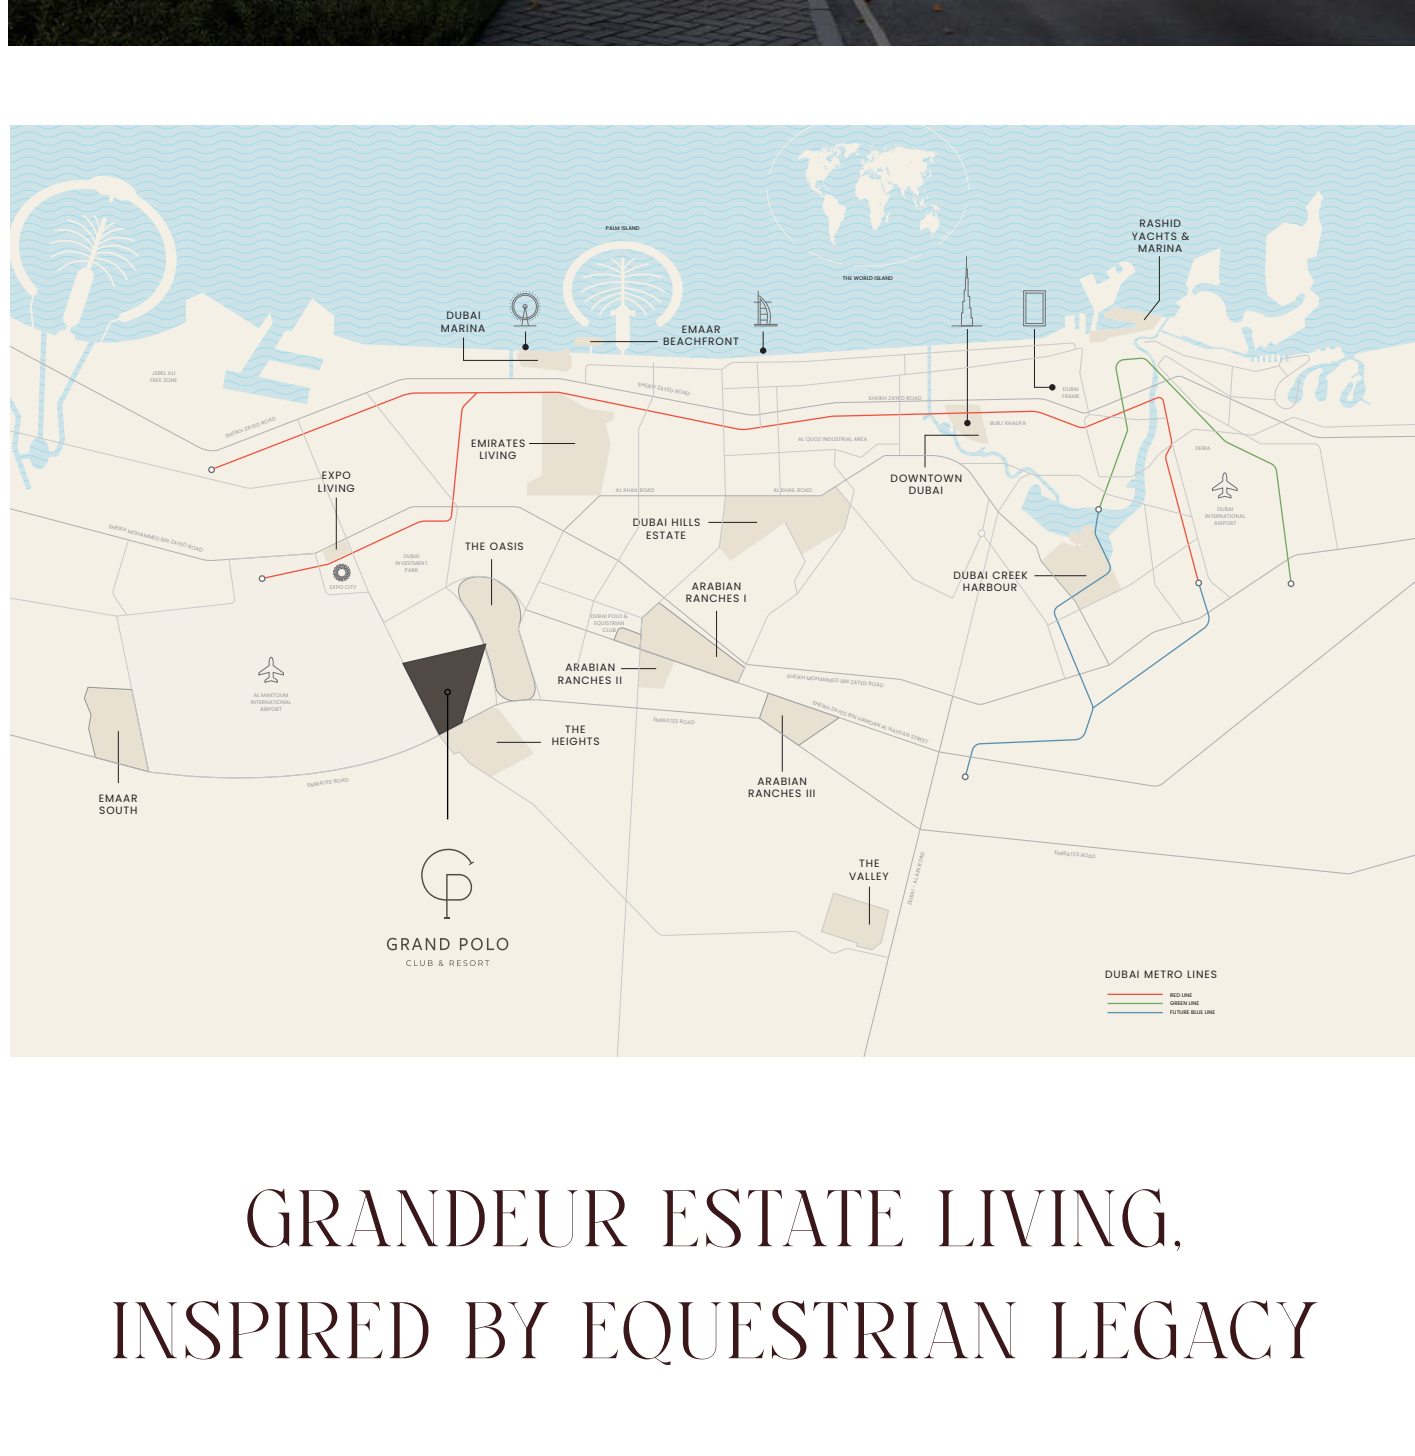 PALM ISLAND
THE WORLD ISLAND
RASHID
YACHTS &
MARINA
DUBAI
MARINA
EMAAR
BEACHFRONT
JEBEL ALI
FREE ZONE
SHEIKH ZAYED ROAD
SHEIKH ZAYED ROAD
SHEIKH ZAYED ROAD
DUBAI
FRAME
BURJ KHALIFA
AL QUOZ INDUSTRIAL AREA
EMIRATES
LIVING
DEIRA
EXPO
LIVING
DOWNTOWN
DUBAI
AL KHAIL ROAD
AL KHAIL ROAD
DUBAI HILLS
ESTATE
DUBAI
INTERNATIONAL
AIRPORT
SHEIKH MOHAMMED BIN ZAYED ROAD
THE OASIS
DUBAI
INVESTMENT
PARK
EXPO CITY
DUBAI CREEK
HARBOUR
ARABIAN
RANCHES I
DUBAI POLO &
EQUESTRIAN
CLUB
ARABIAN
RANCHES II
SHEIKH MOHAMMED BIN ZAYED ROAD
AL MAKTOUM
INTERNATIONAL
AIRPORT
SHEIKH ZAYED BIN HAMDAN AL NAHYAN STREET
EMIRATES ROAD
THE
HEIGHTS
EMIRATES ROAD
ARABIAN
RANCHES III
EMAAR
SOUTH
EMIRATES ROAD
THE
VALLEY
DUBAI - AL AIN ROAD
GRAND POLO
CLUB & RESORT
DUBAI METRO LINES
RED LINE
GREEN LINE
FUTURE BLUE LINE
GRANDEUR ESTATE LIVING,
INSPIRED BY EQUESTRIAN LEGACY